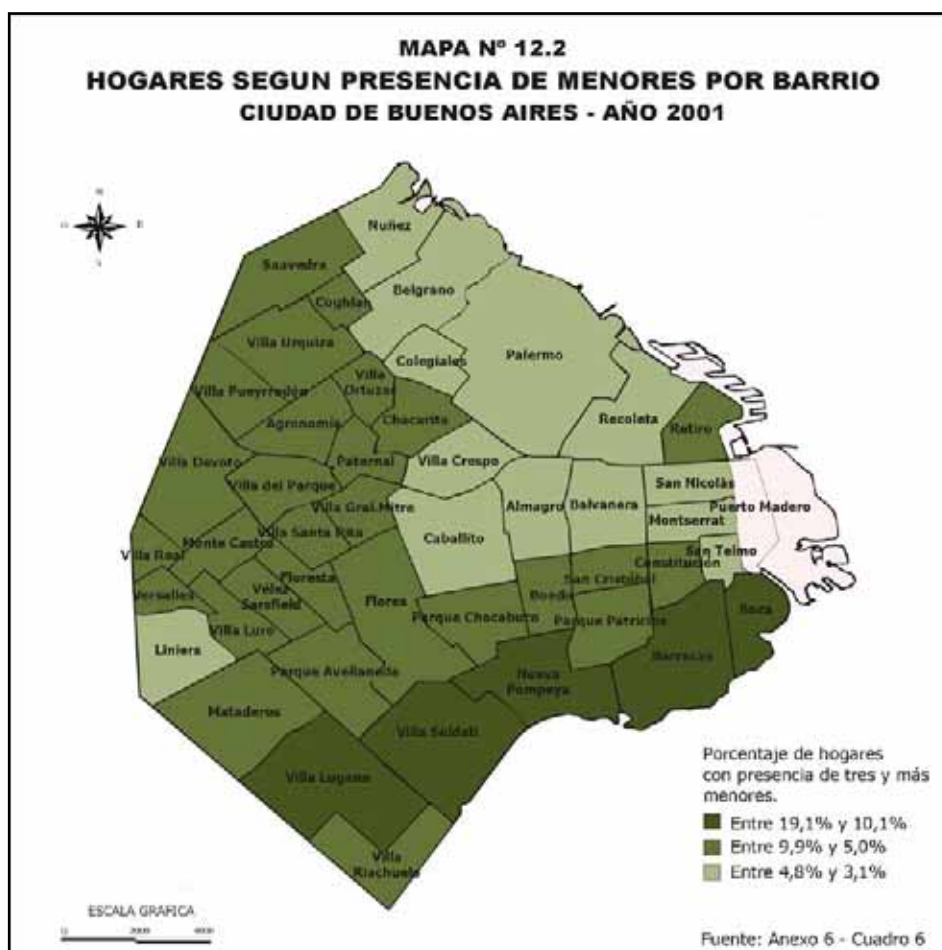 MAPA Nº 12.2
HOGARES SEGUN PRESENCIA DE MENORES POR BARRIO
CIUDAD DE BUENOS AIRES - AÑO 2001
N
O
E
S
Nuñez
Saavedra
Belgrano
Coghlan
Villa Urquiza
Colegiales
Palermo
Villa
Ortuzar
Villa Pueyrredón
Agronomía
Chacarita
Recoleta
Retiro
Villa Devoto
Paternal
Villa Crespo
Villa del Parque
San Nicolás
Villa Gral.Mitre
Almagro
Balvanera
Puerto Madero
Montserrat
Villa Santa Rita
Monte Castro
Caballito
San Telmo
Villa Real
Constitución
Floresta
San Cristóbal
Versalles
Vélez
Sarsfield
Flores
Boedo
Boca
Parque Chacabuco
Parque Patricios
Villa Luro
Liniers
Barracas
Parque Avellaneda
Nueva
Pompeya
Mataderos
Villa Soldati
Villa Lugano
Villa
Riachuelo
Porcentaje de hogares
con presencia de tres y más
menores.
Entre 19,1% y 10,1%
Entre 9,9% y 5,0%
Entre 4,8% y 3,1%
ESCALA GRAFICA
0 2000 4000
Fuente: Anexo 6 - Cuadro 6